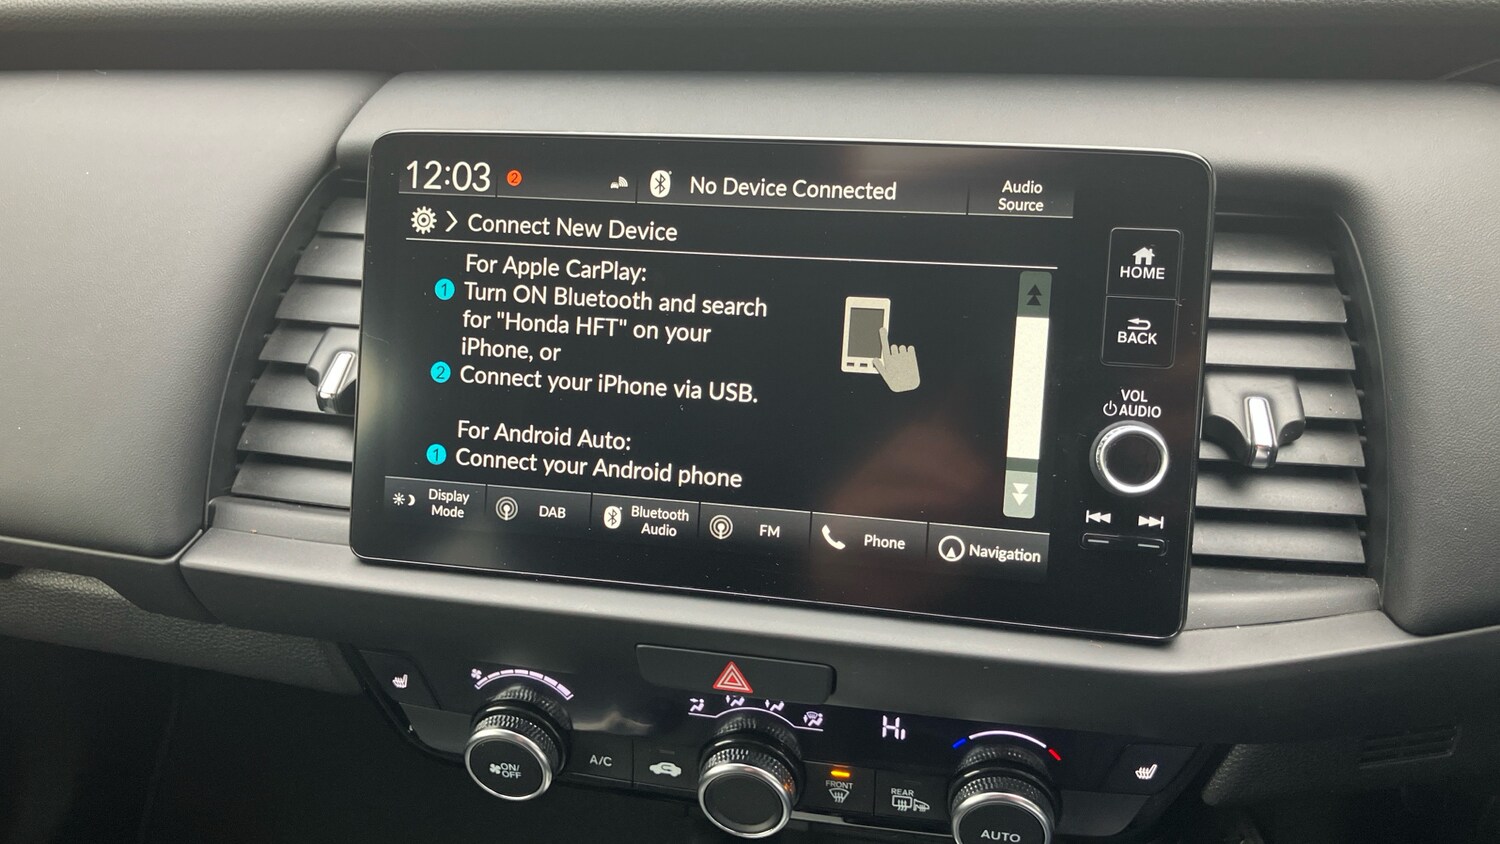 12:03
2
No Device Connected
Audio
Source
Connect New Device
For Apple CarPlay:
1 Turn ON Bluetooth and search
for "Honda HFT" on your
iPhone, or
2 Connect your iPhone via USB.
For Android Auto:
1 Connect your Android phone
Display
Mode
DAB
Bluetooth
Audio
FM
Phone
Navigation
HOME
BACK
VOL
AUDIO
Hi
ON/
OFF
A/C
FRONT
REAR
AUTO